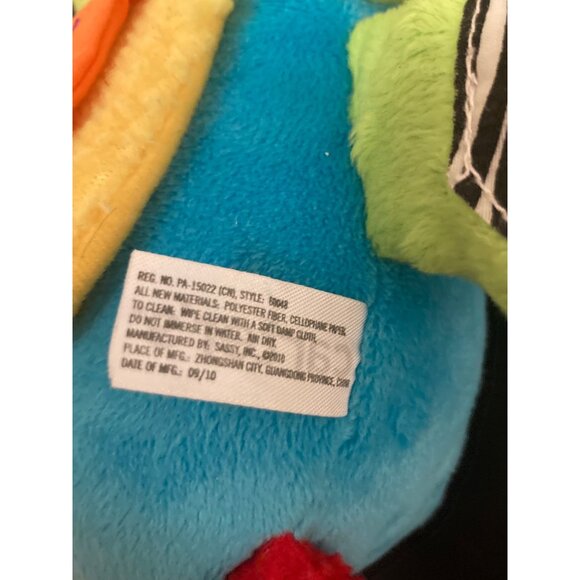 REG. NO. PA-15022 (CN), STYLE: 80048
ALL NEW MATERIALS: POLYESTER FIBER, CELLOPHANE PAPER.
TO CLEAN: WIPE CLEAN WITH A SOFT DAMP CLOTH.
DO NOT IMMERSE IN WATER. AIR DRY.
MANUFACTURED BY: SASSY, INC., ©2010
PLACE OF MFG.: ZHONGSHAN CITY, GUANGDONG PROVINCE, CHINA
DATE OF MFG.: 09/10